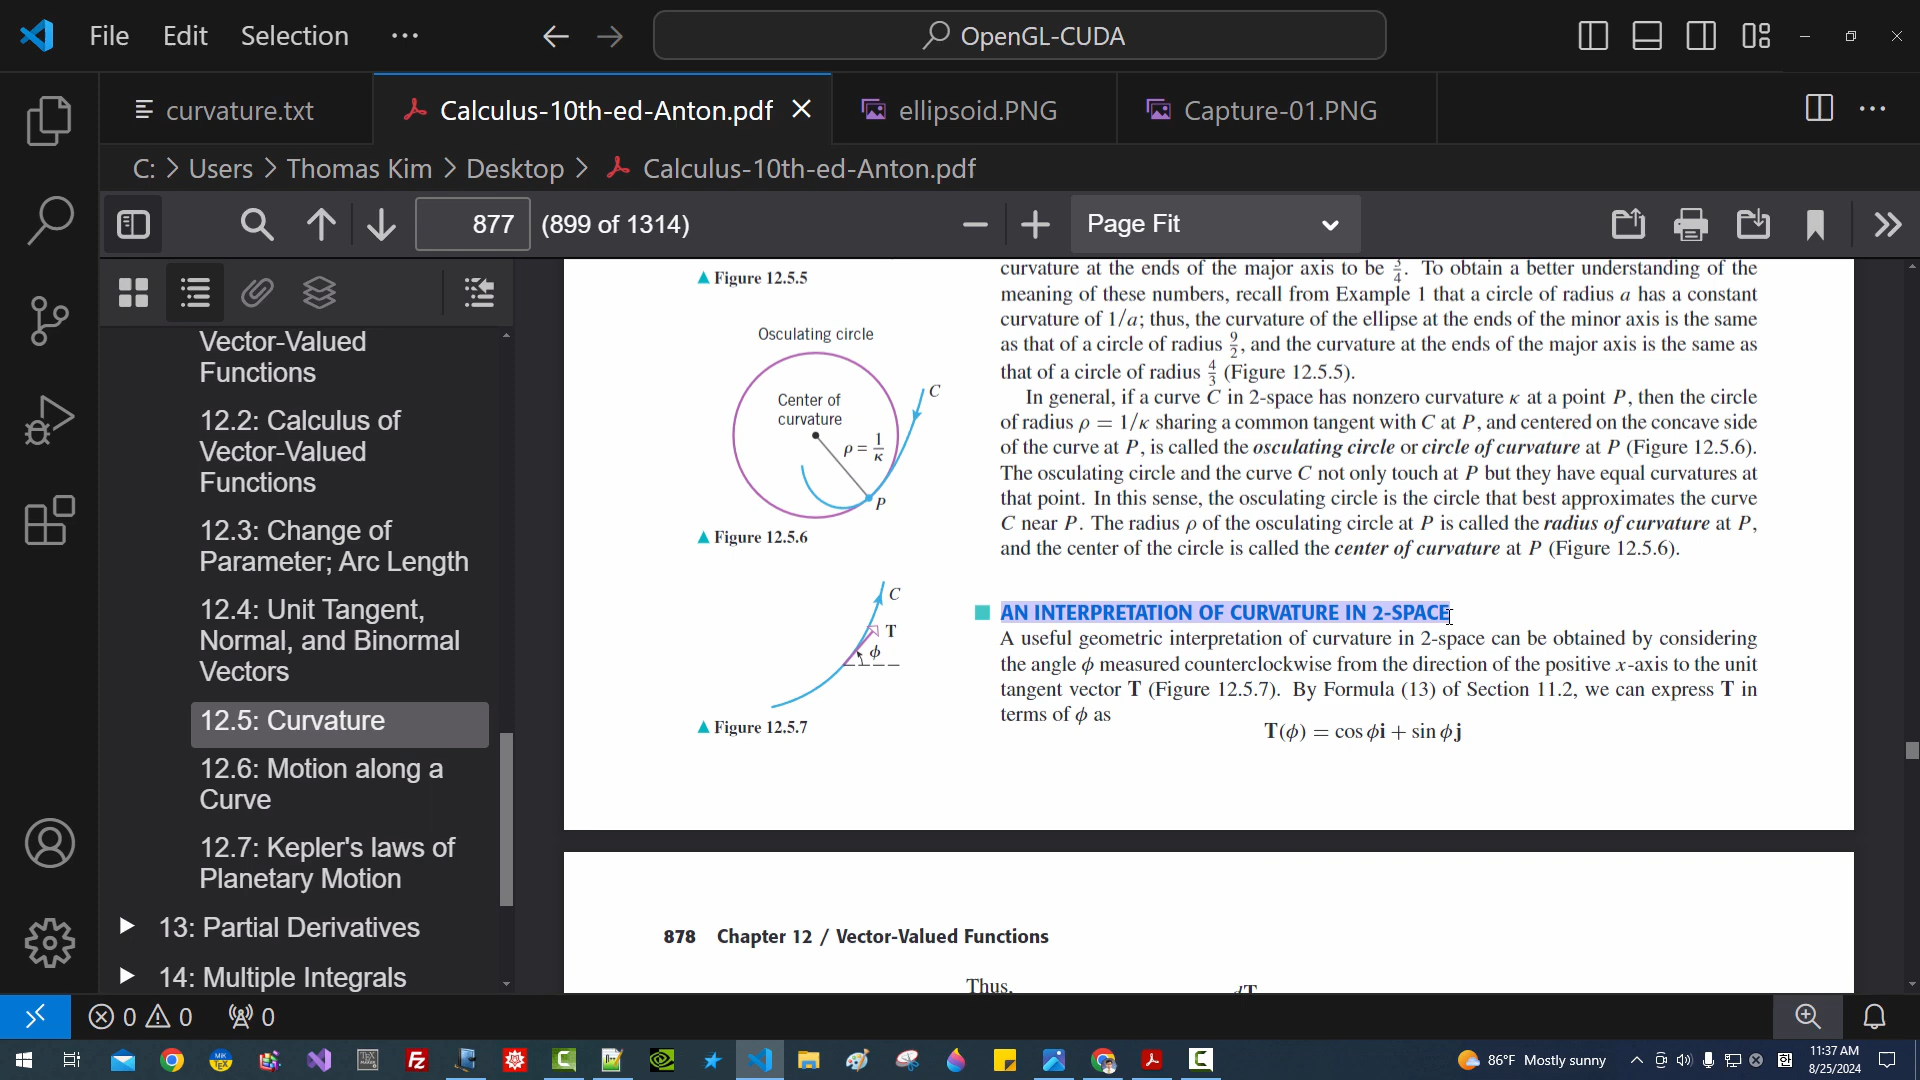 File Edit Selection ···
OpenGL-CUDA
curvature.txt
Calculus-10th-ed-Anton.pdf
ellipsoid.PNG
Capture-01.PNG
C: > Users > Thomas Kim > Desktop > Calculus-10th-ed-Anton.pdf
877 (899 of 1314)
Page Fit
Vector-Valued
Functions
12.2: Calculus of
Vector-Valued
Functions
12.3: Change of
Parameter; Arc Length
12.4: Unit Tangent,
Normal, and Binormal
Vectors
12.5: Curvature
12.6: Motion along a
Curve
12.7: Kepler's laws of
Planetary Motion
13: Partial Derivatives
14: Multiple Integrals
▲ Figure 12.5.5
Osculating circle
Center of
curvature
C
ρ = 1/κ
P
▲ Figure 12.5.6
C
T
ϕ
▲ Figure 12.5.7
curvature at the ends of the major axis to be 3/4. To obtain a better understanding of the
meaning of these numbers, recall from Example 1 that a circle of radius a has a constant
curvature of 1/a; thus, the curvature of the ellipse at the ends of the minor axis is the same
as that of a circle of radius 9/2, and the curvature at the ends of the major axis is the same as
that of a circle of radius 4/3 (Figure 12.5.5).
In general, if a curve C in 2-space has nonzero curvature κ at a point P, then the circle
of radius ρ = 1/κ sharing a common tangent with C at P, and centered on the concave side
of the curve at P, is called the osculating circle or circle of curvature at P (Figure 12.5.6).
The osculating circle and the curve C not only touch at P but they have equal curvatures at
that point. In this sense, the osculating circle is the circle that best approximates the curve
C near P. The radius ρ of the osculating circle at P is called the radius of curvature at P,
and the center of the circle is called the center of curvature at P (Figure 12.5.6).
AN INTERPRETATION OF CURVATURE IN 2-SPACE
A useful geometric interpretation of curvature in 2-space can be obtained by considering
the angle ϕ measured counterclockwise from the direction of the positive x-axis to the unit
tangent vector T (Figure 12.5.7). By Formula (13) of Section 11.2, we can express T in
terms of ϕ as
T(ϕ) = cos ϕi + sin ϕj
878 Chapter 12 / Vector-Valued Functions
Thus,
dT
0 0 0
86°F Mostly sunny
11:37 AM
8/25/2024